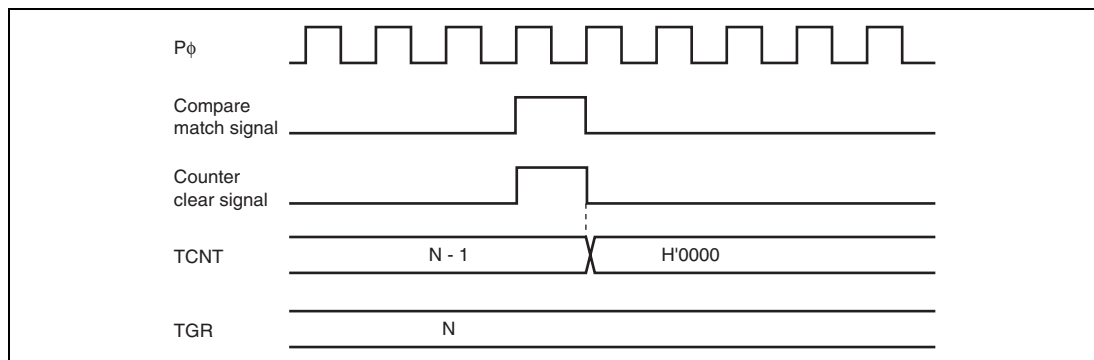 Pϕ
Compare
match signal
Counter
clear signal
TCNT
N - 1
H'0000
TGR
N